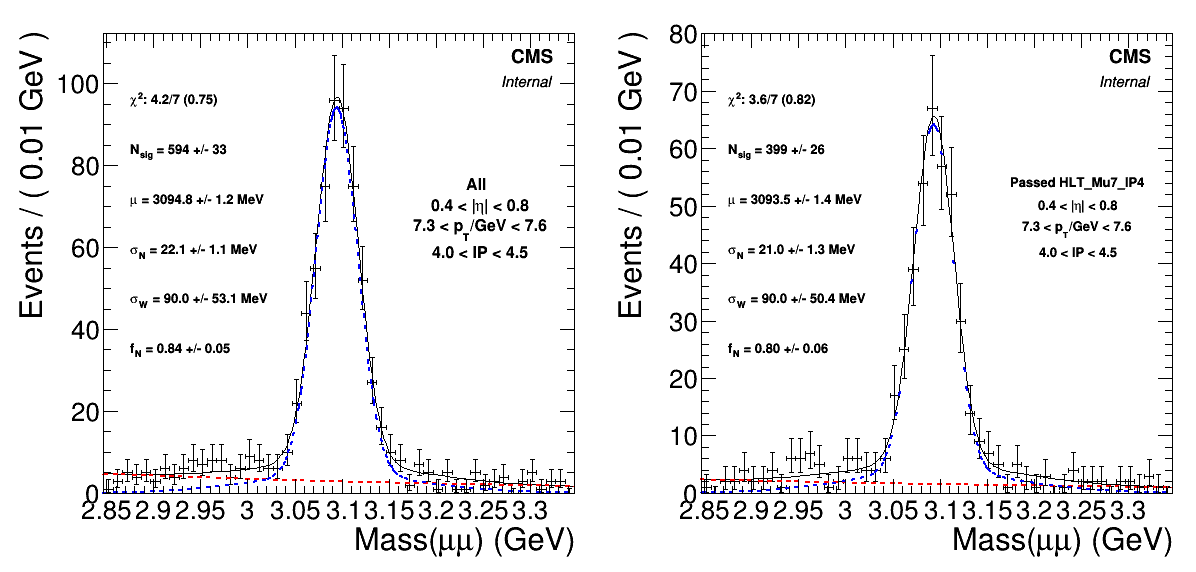 Events / ( 0.01 GeV )
100
80
60
40
20
0
CMS
Internal
χ²: 4.2/7 (0.75)
N_sig = 594 +/- 33
μ = 3094.8 +/- 1.2 MeV
σ_N = 22.1 +/- 1.1 MeV
σ_W = 90.0 +/- 53.1 MeV
f_N = 0.84 +/- 0.05
All
0.4 < |η| < 0.8
7.3 < p_T/GeV < 7.6
4.0 < IP < 4.5
2.85 2.9 2.95 3 3.05 3.1 3.15 3.2 3.25 3.3
Mass(μμ) (GeV)
Events / ( 0.01 GeV )
80
70
60
50
40
30
20
10
0
CMS
Internal
χ²: 3.6/7 (0.82)
N_sig = 399 +/- 26
μ = 3093.5 +/- 1.4 MeV
σ_N = 21.0 +/- 1.3 MeV
σ_W = 90.0 +/- 50.4 MeV
f_N = 0.80 +/- 0.06
Passed HLT_Mu7_IP4
0.4 < |η| < 0.8
7.3 < p_T/GeV < 7.6
4.0 < IP < 4.5
2.85 2.9 2.95 3 3.05 3.1 3.15 3.2 3.25 3.3
Mass(μμ) (GeV)